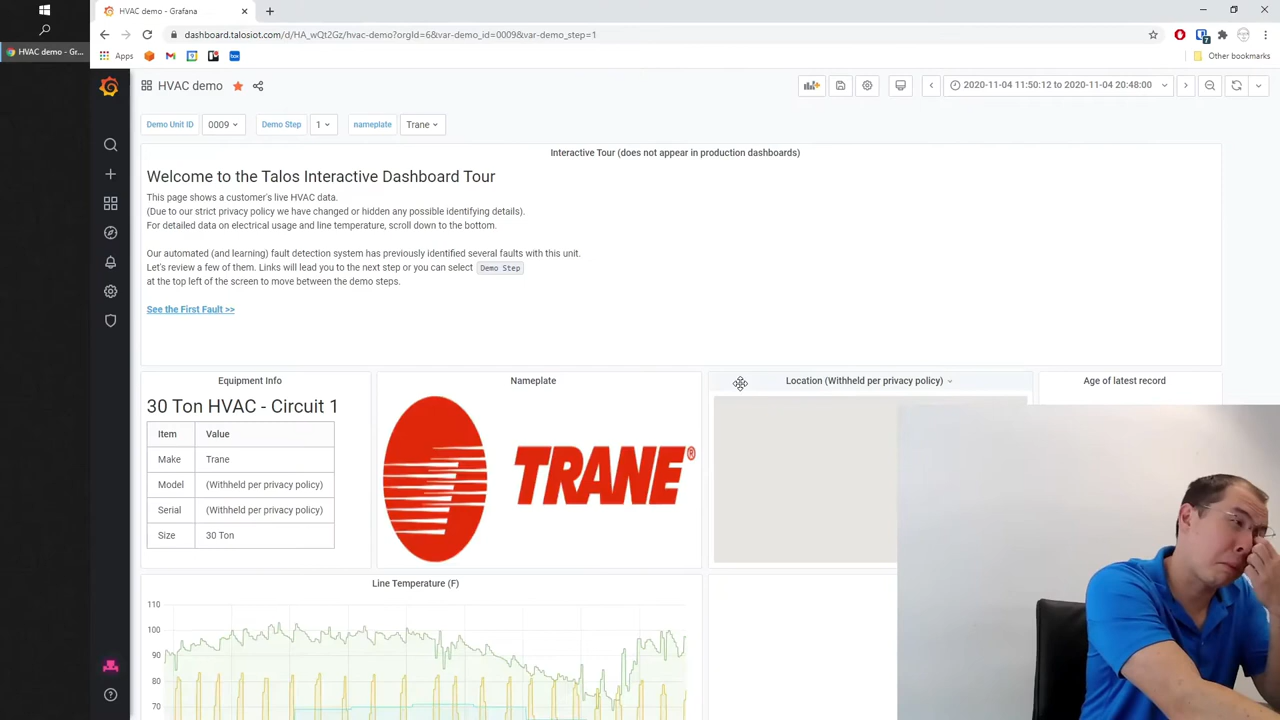 HVAC demo - Gr...
HVAC demo - Grafana
dashboard.talosiot.com/d/HA_wQt2Gz/hvac-demo?orgId=6&var-demo_id=0009&var-demo_step=1
Apps
Other bookmarks
HVAC demo
2020-11-04 11:50:12 to 2020-11-04 20:48:00
Demo Unit ID 0009 Demo Step 1 nameplate Trane
Interactive Tour (does not appear in production dashboards)
Welcome to the Talos Interactive Dashboard Tour
This page shows a customer's live HVAC data.
(Due to our strict privacy policy we have changed or hidden any possible identifying details).
For detailed data on electrical usage and line temperature, scroll down to the bottom.
Our automated (and learning) fault detection system has previously identified several faults with this unit.
Let's review a few of them. Links will lead you to the next step or you can select Demo Step
at the top left of the screen to move between the demo steps.
See the First Fault >>
Equipment Info
30 Ton HVAC - Circuit 1
Item Value
Make Trane
Model (Withheld per privacy policy)
Serial (Withheld per privacy policy)
Size 30 Ton
Nameplate
TRANE®
Location (Withheld per privacy policy)
Age of latest record
Line Temperature (F)
110
100
90
80
70